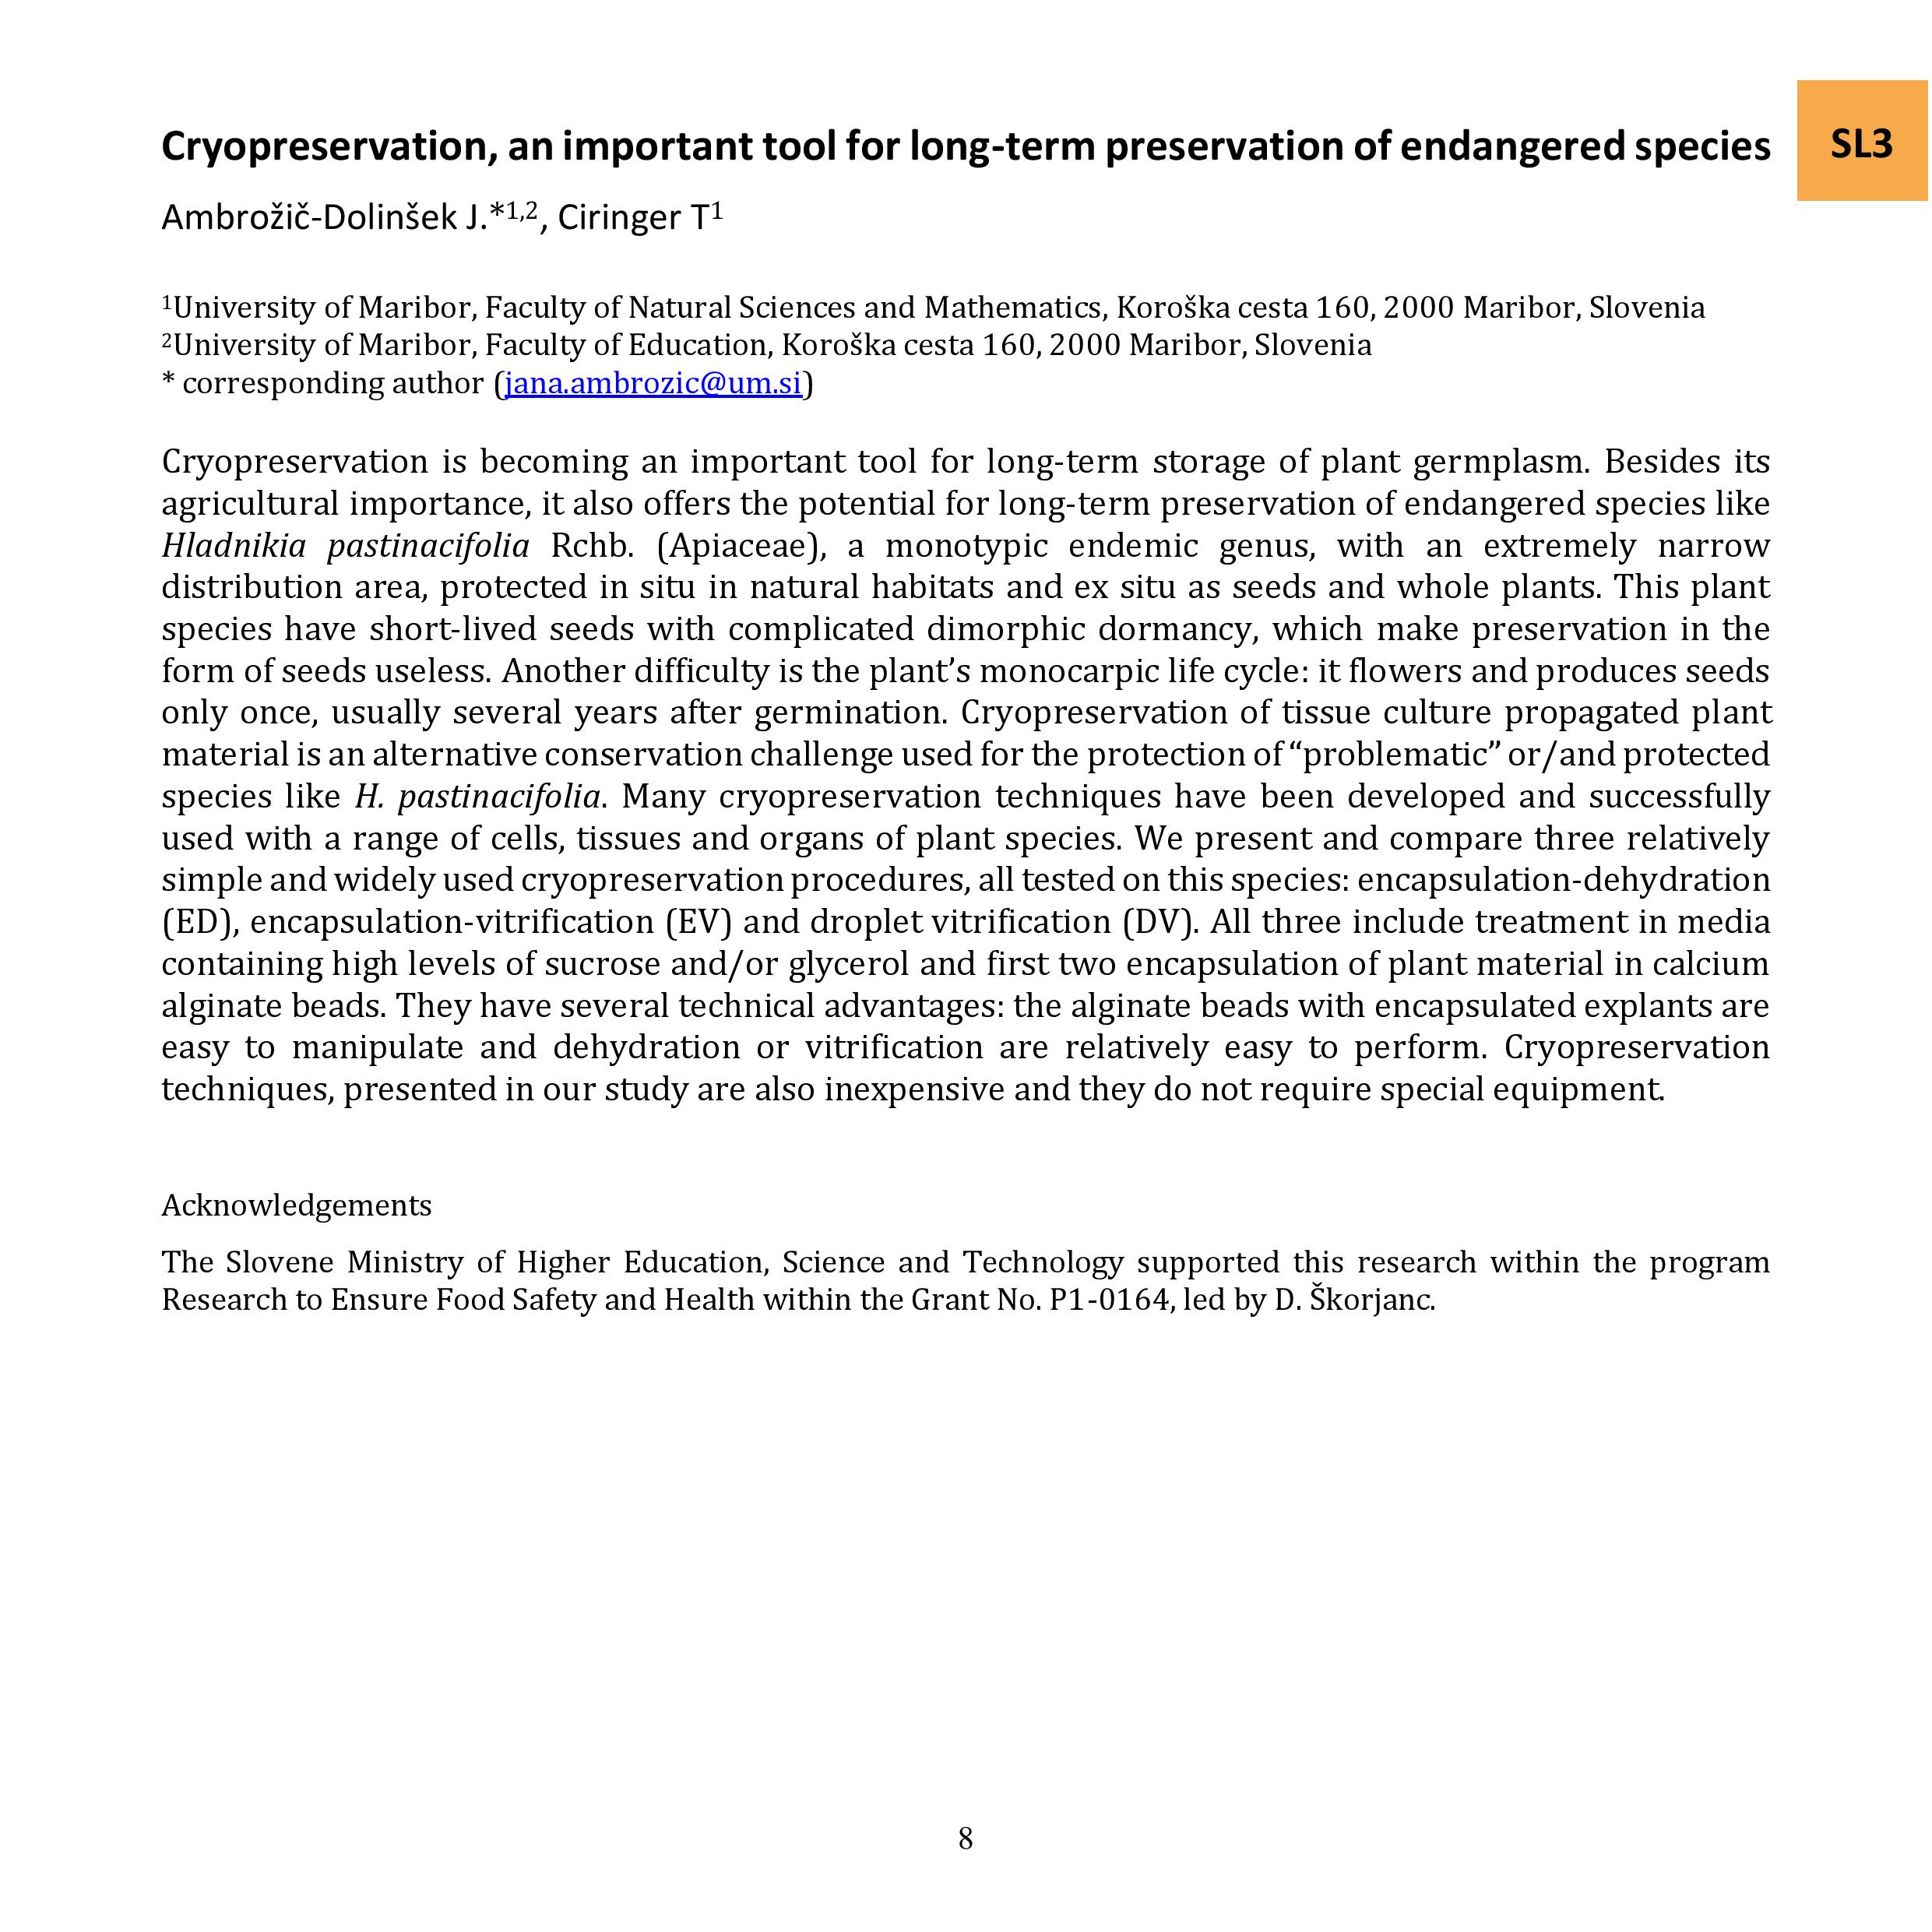 Cryopreservation, an important tool for long-term preservation of endangered species
SL3
Ambrožič-Dolinšek J.*1,2, Ciringer T1
1University of Maribor, Faculty of Natural Sciences and Mathematics, Koroška cesta 160, 2000 Maribor, Slovenia
2University of Maribor, Faculty of Education, Koroška cesta 160, 2000 Maribor, Slovenia
* corresponding author (jana.ambrozic@um.si)
Cryopreservation is becoming an important tool for long-term storage of plant germplasm. Besides its
agricultural importance, it also offers the potential for long-term preservation of endangered species like
Hladnikia pastinacifolia Rchb. (Apiaceae), a monotypic endemic genus, with an extremely narrow
distribution area, protected in situ in natural habitats and ex situ as seeds and whole plants. This plant
species have short-lived seeds with complicated dimorphic dormancy, which make preservation in the
form of seeds useless. Another difficulty is the plant’s monocarpic life cycle: it flowers and produces seeds
only once, usually several years after germination. Cryopreservation of tissue culture propagated plant
material is an alternative conservation challenge used for the protection of “problematic” or/and protected
species like H. pastinacifolia. Many cryopreservation techniques have been developed and successfully
used with a range of cells, tissues and organs of plant species. We present and compare three relatively
simple and widely used cryopreservation procedures, all tested on this species: encapsulation-dehydration
(ED), encapsulation-vitrification (EV) and droplet vitrification (DV). All three include treatment in media
containing high levels of sucrose and/or glycerol and first two encapsulation of plant material in calcium
alginate beads. They have several technical advantages: the alginate beads with encapsulated explants are
easy to manipulate and dehydration or vitrification are relatively easy to perform. Cryopreservation
techniques, presented in our study are also inexpensive and they do not require special equipment.
Acknowledgements
The Slovene Ministry of Higher Education, Science and Technology supported this research within the program
Research to Ensure Food Safety and Health within the Grant No. P1-0164, led by D. Škorjanc.
8